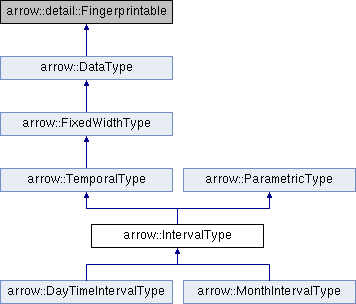 arrow::detail::Fingerprintable
arrow::DataType
arrow::FixedWidthType
arrow::TemporalType
arrow::ParametricType
arrow::IntervalType
arrow::DayTimeIntervalType
arrow::MonthIntervalType